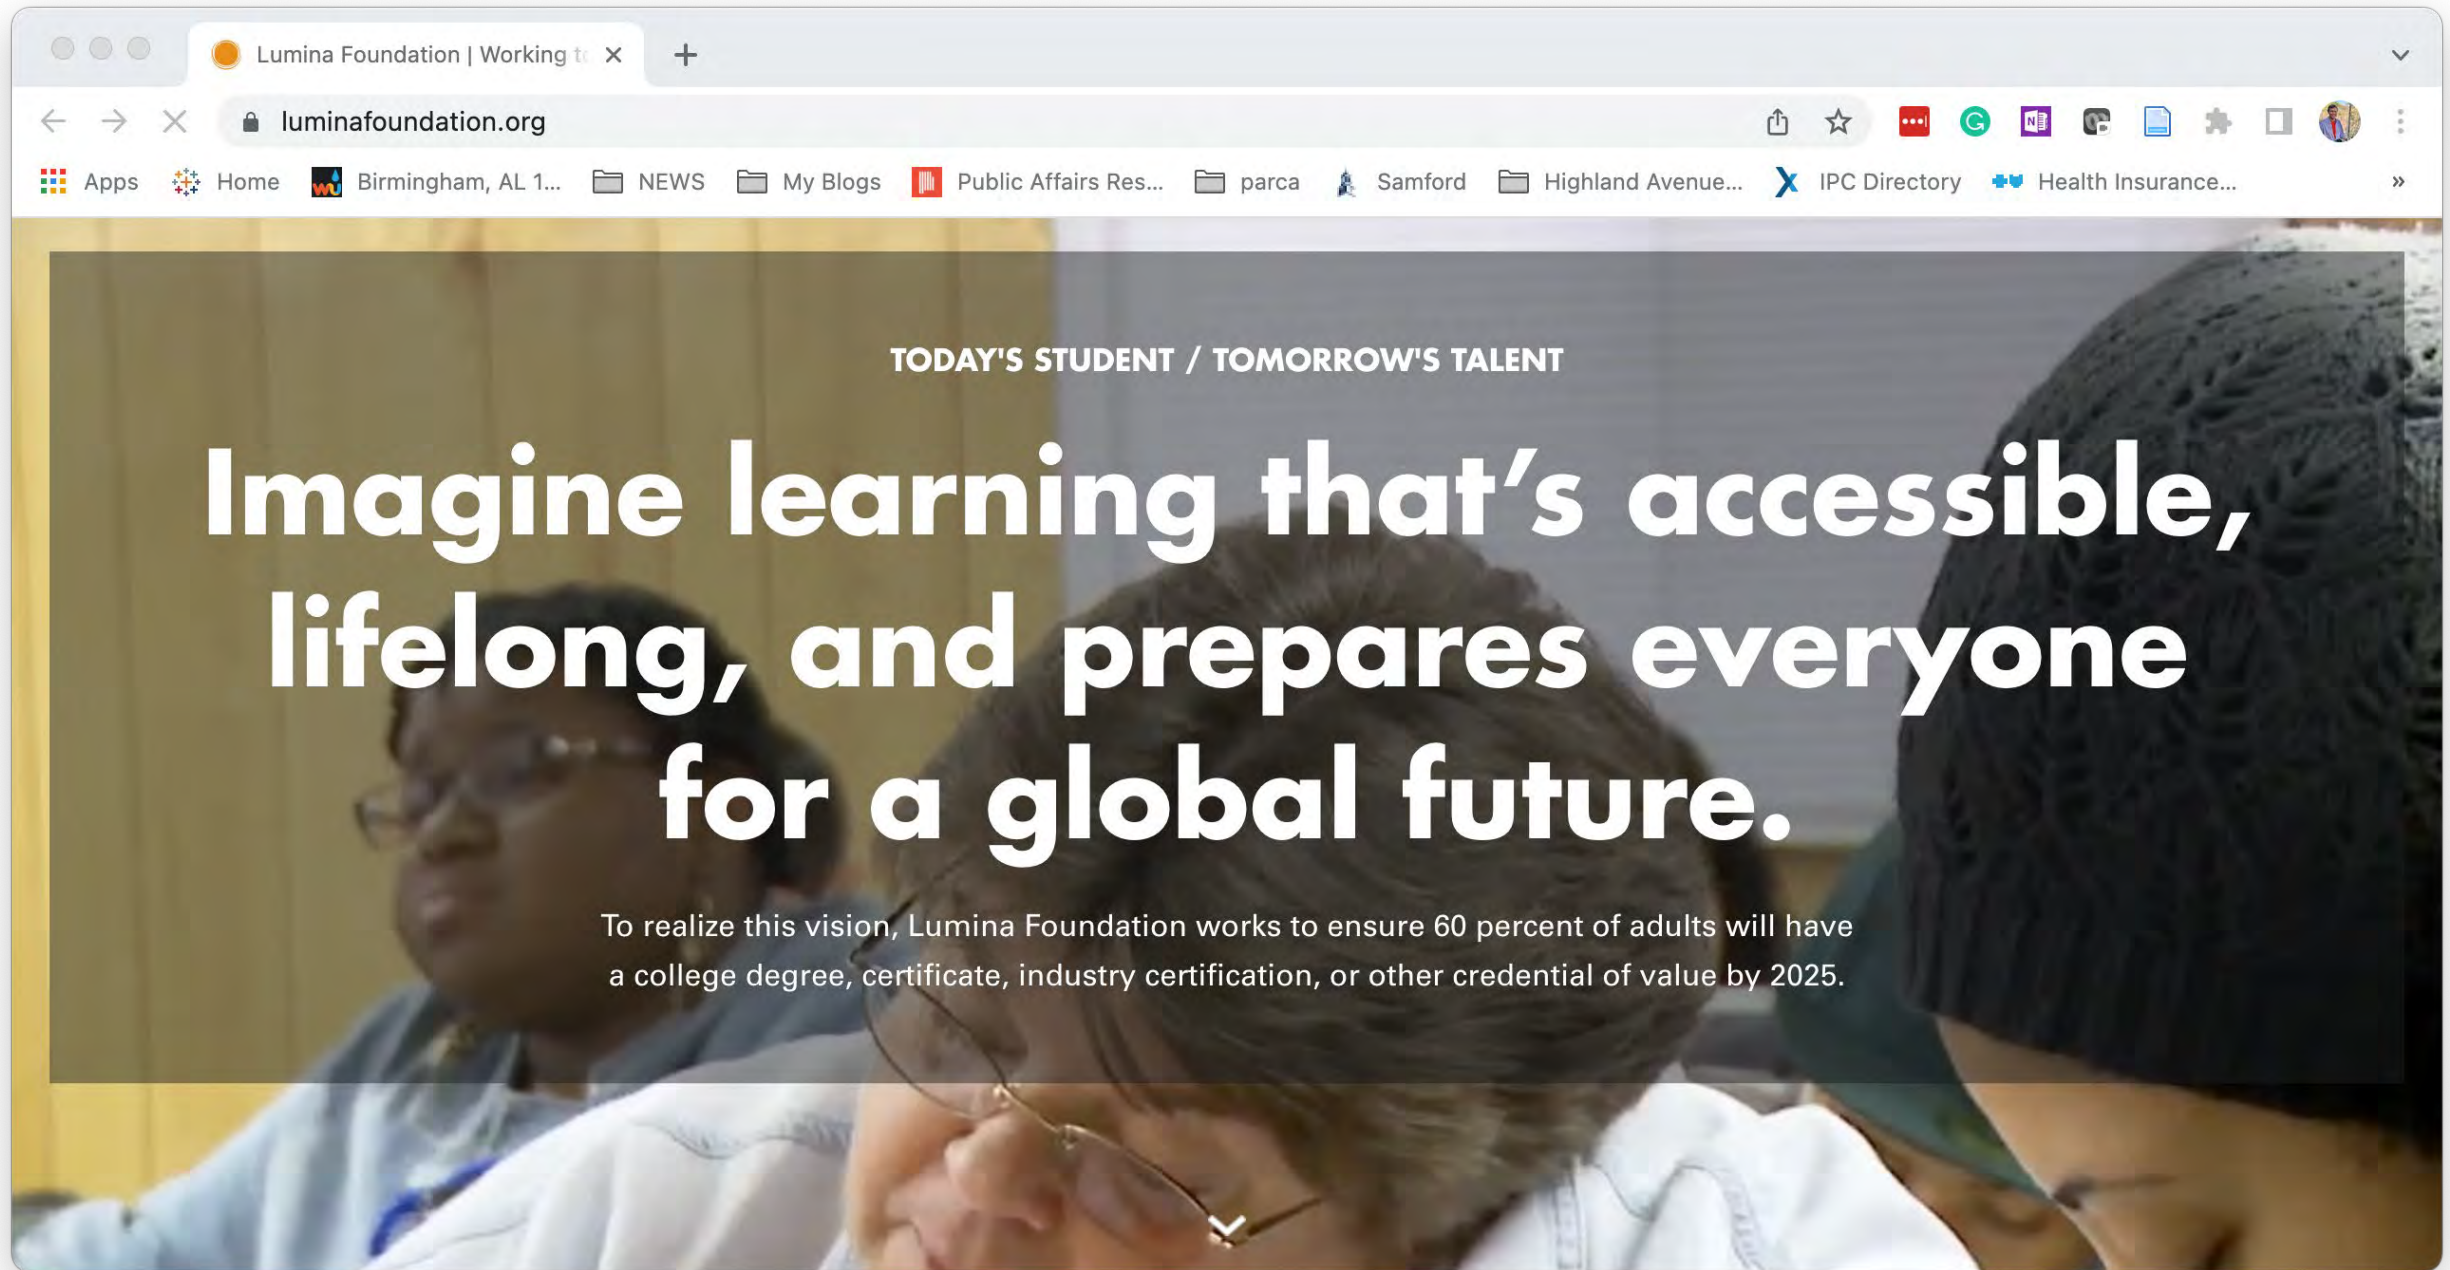 Lumina Foundation | Working to
luminafoundation.org
Apps Home Birmingham, AL 1... NEWS My Blogs Public Affairs Res... parca Samford Highland Avenue... IPC Directory Health Insurance... »
TODAY'S STUDENT / TOMORROW'S TALENT
Imagine learning that’s accessible,
lifelong, and prepares everyone
for a global future.
To realize this vision, Lumina Foundation works to ensure 60 percent of adults will have
a college degree, certificate, industry certification, or other credential of value by 2025.